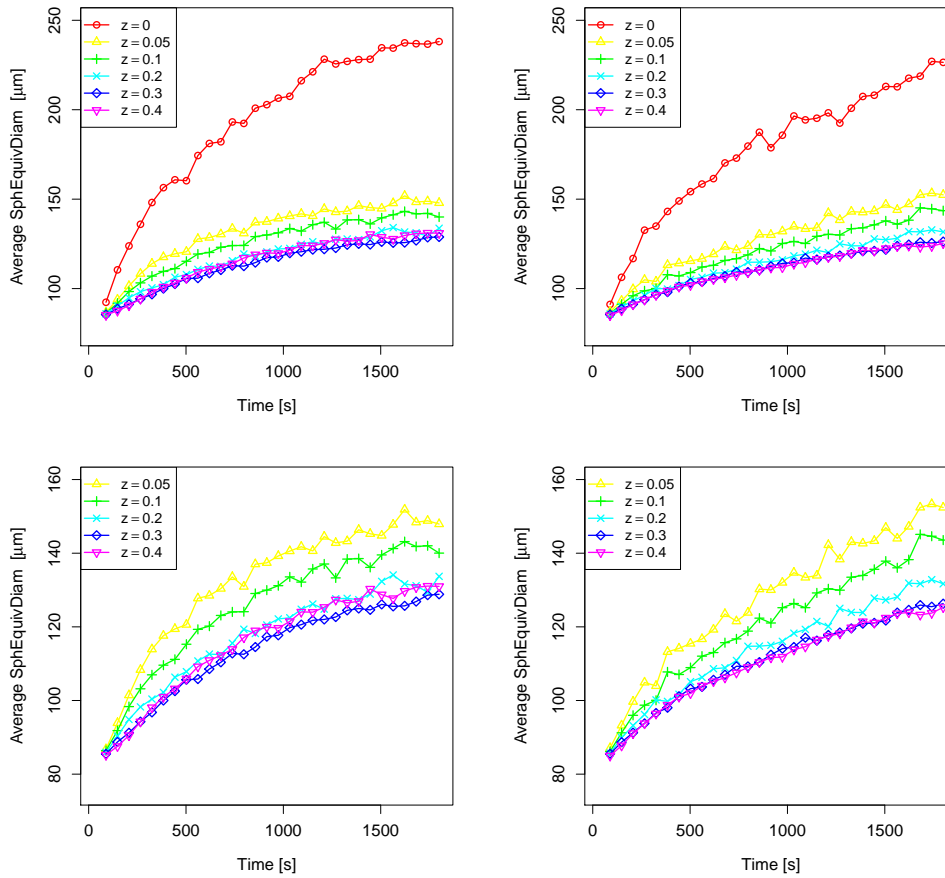 250
200
150
100
Average SphEquivDiam [µm]
z = 0
z = 0.05
z = 0.1
z = 0.2
z = 0.3
z = 0.4
0 500 1000 1500
Time [s]
250
200
150
100
Average SphEquivDiam [µm]
z = 0
z = 0.05
z = 0.1
z = 0.2
z = 0.3
z = 0.4
0 500 1000 1500
Time [s]
160
140
120
100
80
Average SphEquivDiam [µm]
z = 0.05
z = 0.1
z = 0.2
z = 0.3
z = 0.4
0 500 1000 1500
Time [s]
160
140
120
100
80
Average SphEquivDiam [µm]
z = 0.05
z = 0.1
z = 0.2
z = 0.3
z = 0.4
0 500 1000 1500
Time [s]